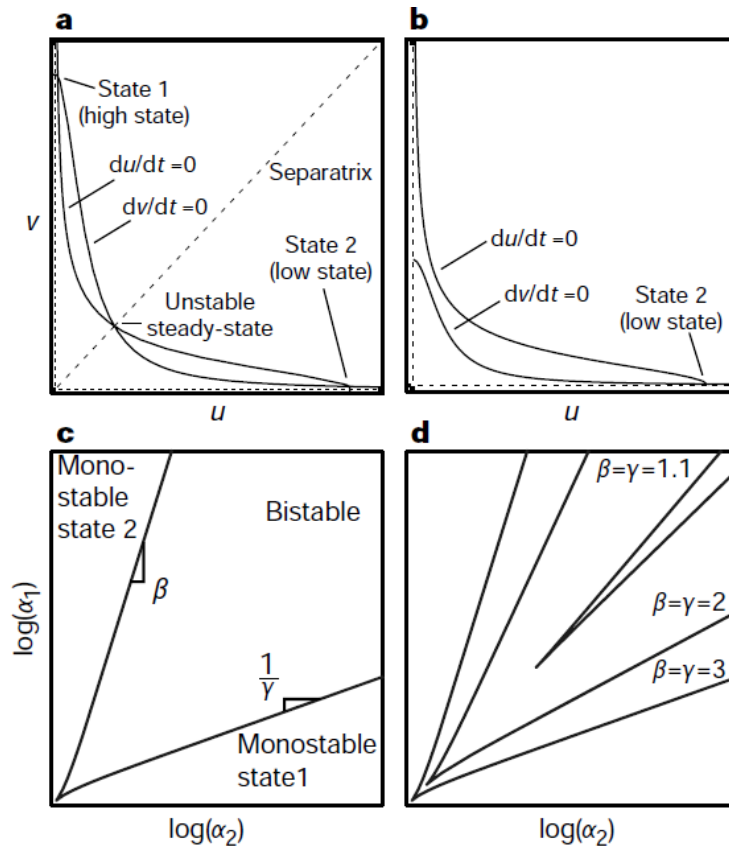 a
State 1
(high state)
du/dt =0
dv/dt =0
Separatrix
State 2
(low state)
Unstable
steady-state
v
u
b
du/dt =0
dv/dt =0
State 2
(low state)
u
c
Mono-
stable
state 2
Bistable
β
1
γ
Monostable
state1
log(α₁)
log(α₂)
d
β=γ=1.1
β=γ=2
β=γ=3
log(α₂)